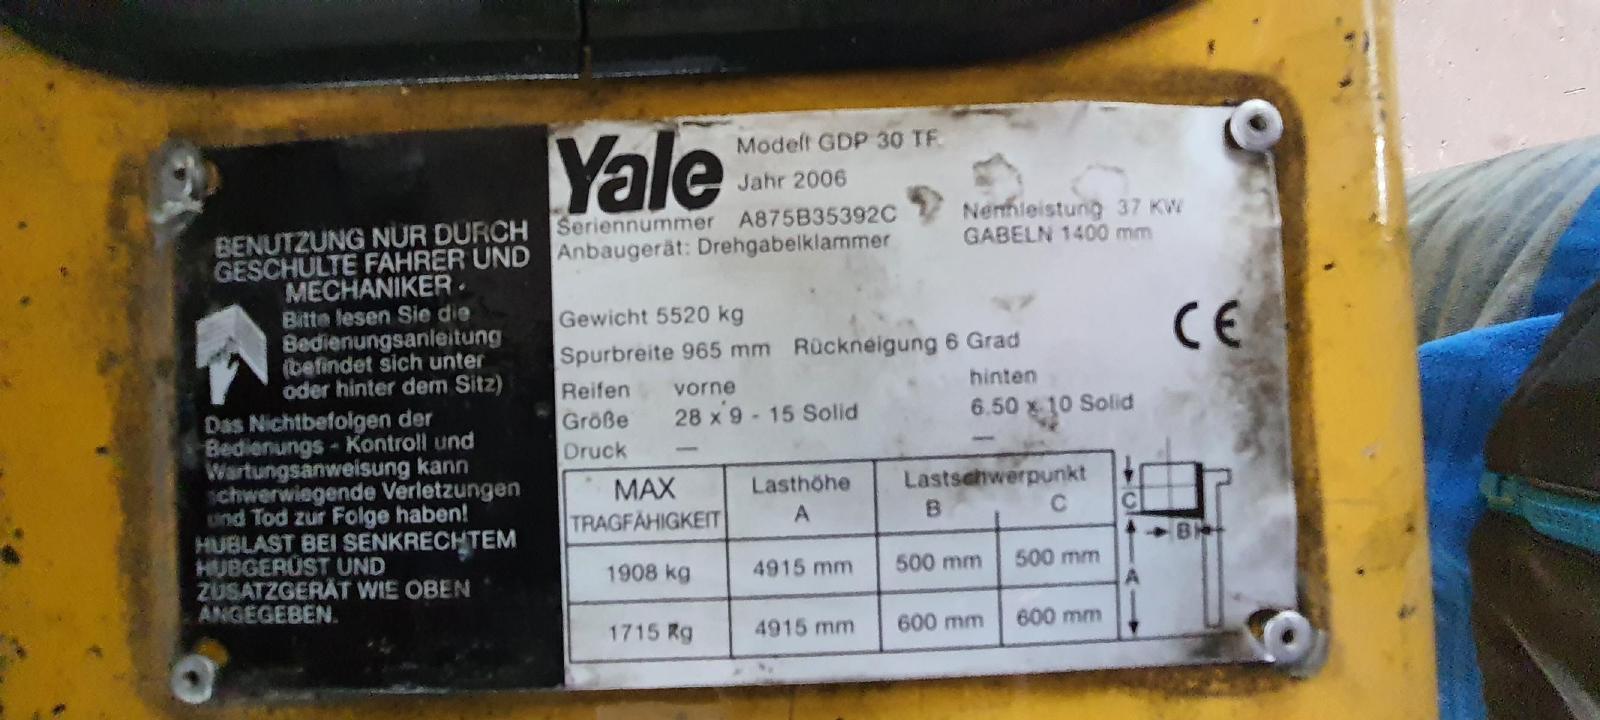 BENUTZUNG NUR DURCH
GESCHULTE FAHRER UND
MECHANIKER.
Bitte lesen Sie die
Bedienungsanleitung
(befindet sich unter
oder hinter dem Sitz)
Das Nichtbefolgen der
Bedienungs - Kontroll und
Wartungsanweisung kann
schwerwiegende Verletzungen
und Tod zur Folge haben!
HUBLAST BEI SENKRECHTEM
HUBGERÜST UND
ZUSATZGERÄT WIE OBEN
ANGEGEBEN.
Yale
Modell GDP 30 TF
Jahr 2006
Seriennummer A875B35392C Nennleistung 37 KW
Anbaugerät: Drehgabelklammer GABELN 1400 mm
Gewicht 5520 kg
CE
Spurbreite 965 mm Rückneigung 6 Grad
Reifen vorne hinten
Größe 28 x 9 - 15 Solid 6.50 x 10 Solid
Druck — —
MAX TRAGFÄHIGKEIT Lasthöhe A Lastschwerpunkt B C
1908 kg 4915 mm 500 mm 500 mm
1715 kg 4915 mm 600 mm 600 mm
C
B
A